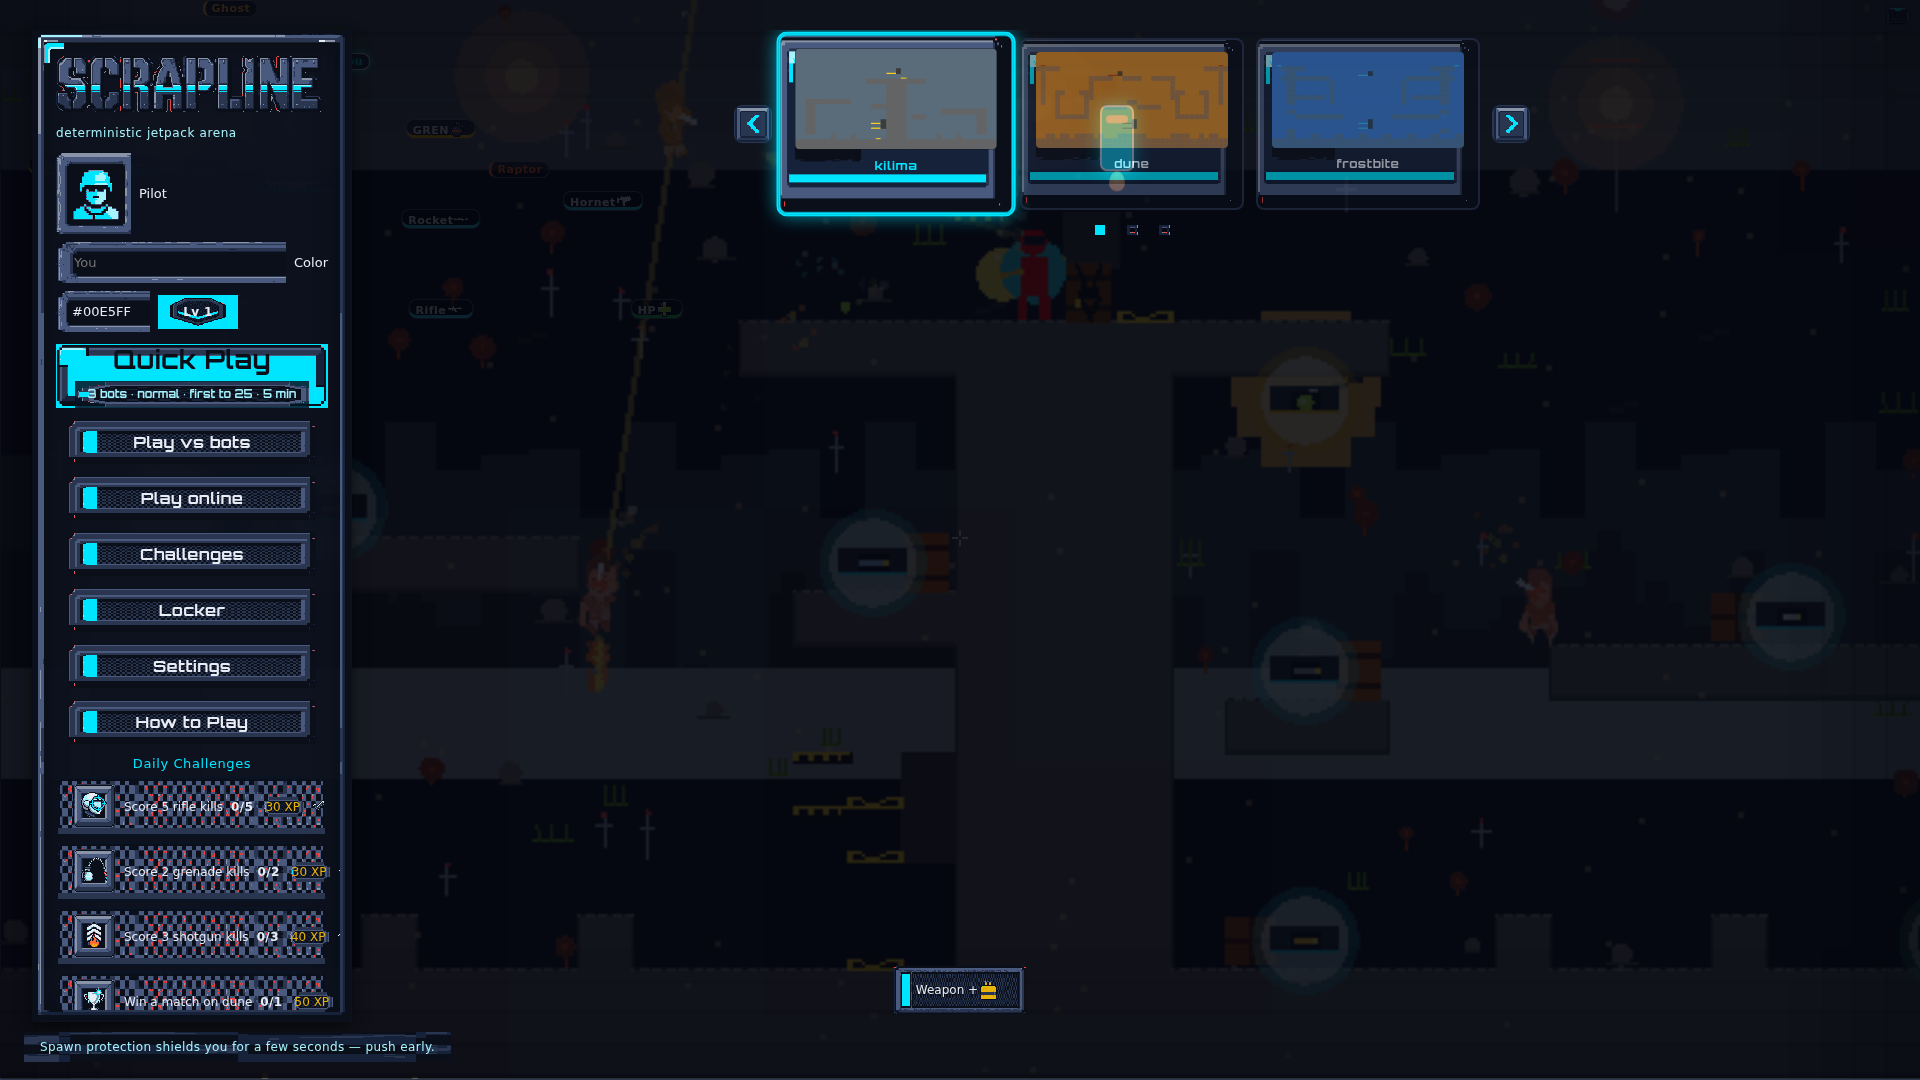 Ghost
SCRAPLINE
deterministic jetpack arena
Pilot
You
Color
#00E5FF
Lv 1
Quick Play
3 bots · normal · first to 25 · 5 min
Play vs bots
Play online
Challenges
Locker
Settings
How to Play
Daily Challenges
Score 5 rifle kills 0/5 30 XP
Score 2 grenade kills 0/2 30 XP
Score 3 shotgun kills 0/3 40 XP
Win a match on dune 0/1 50 XP
Spawn protection shields you for a few seconds — push early.
GREN
Raptor
Hornet
Rocket
Rifle
HP
kilima
dune
frostbite
Weapon +